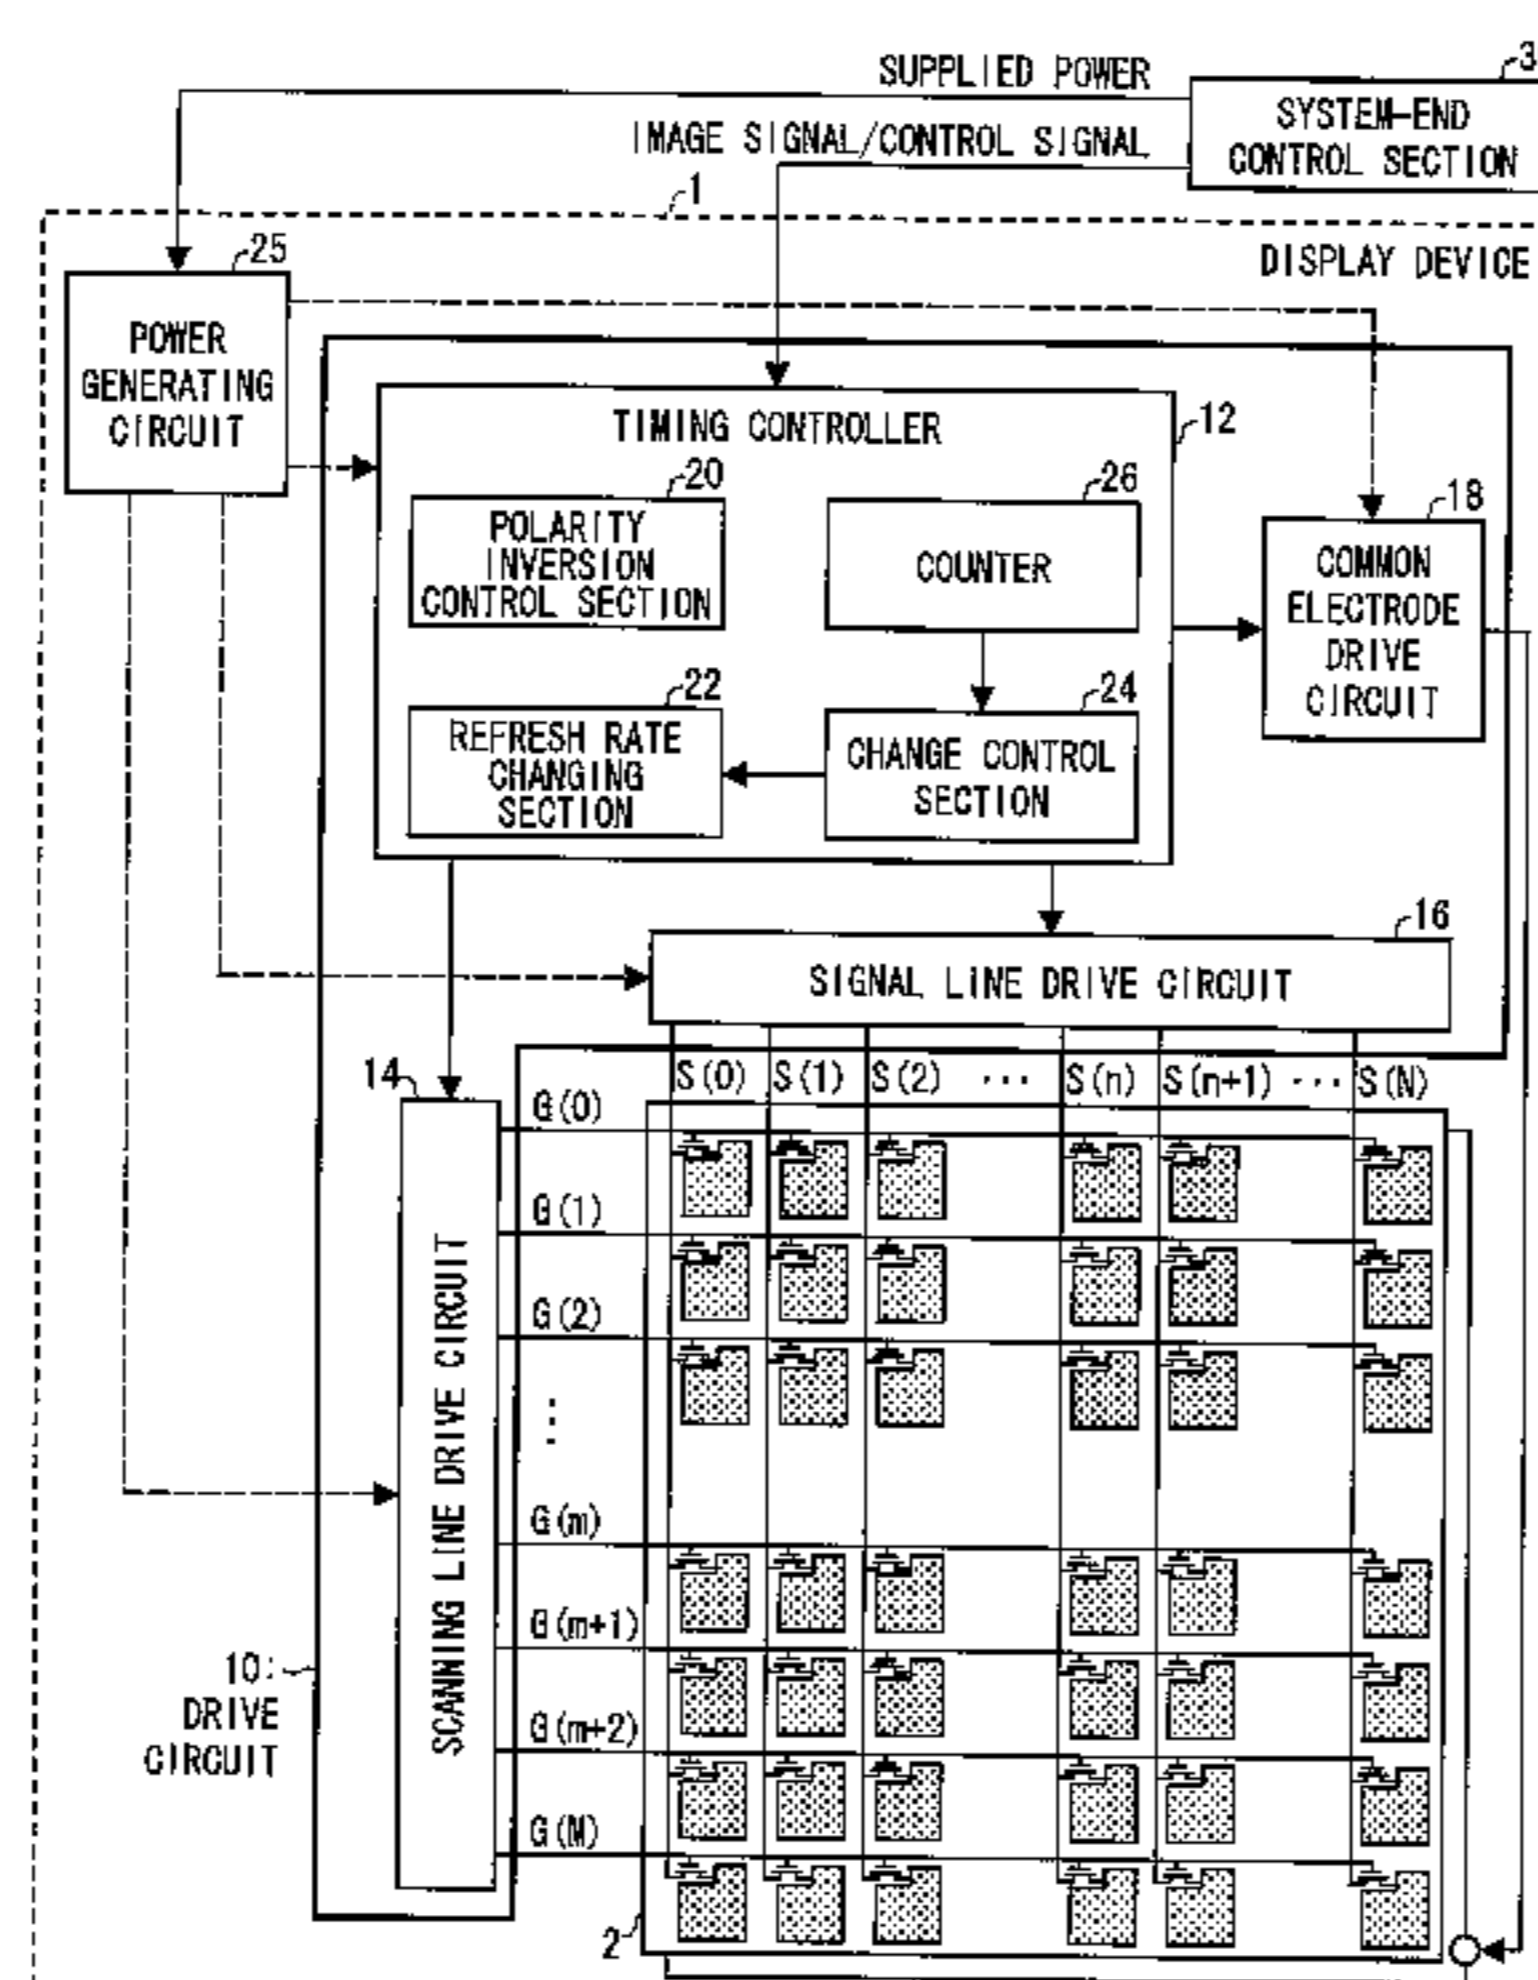 3
SUPPLIED POWER
SYSTEM-END
CONTROL SECTION
IMAGE SIGNAL/CONTROL SIGNAL
1
DISPLAY DEVICE
25
POWER
GENERATING
CIRCUIT
TIMING CONTROLLER
12
20
POLARITY
INVERSION
CONTROL SECTION
26
COUNTER
18
COMMON
ELECTRODE
DRIVE
CIRCUIT
22
REFRESH RATE
CHANGING
SECTION
24
CHANGE CONTROL
SECTION
16
SIGNAL LINE DRIVE CIRCUIT
14
S(0) S(1) S(2) ... S(n) S(n+1) ... S(N)
SCANNING LINE DRIVE CIRCUIT
G(0)
G(1)
G(2)
⋮
G(m)
G(m+1)
G(m+2)
G(M)
10:
DRIVE
CIRCUIT
2